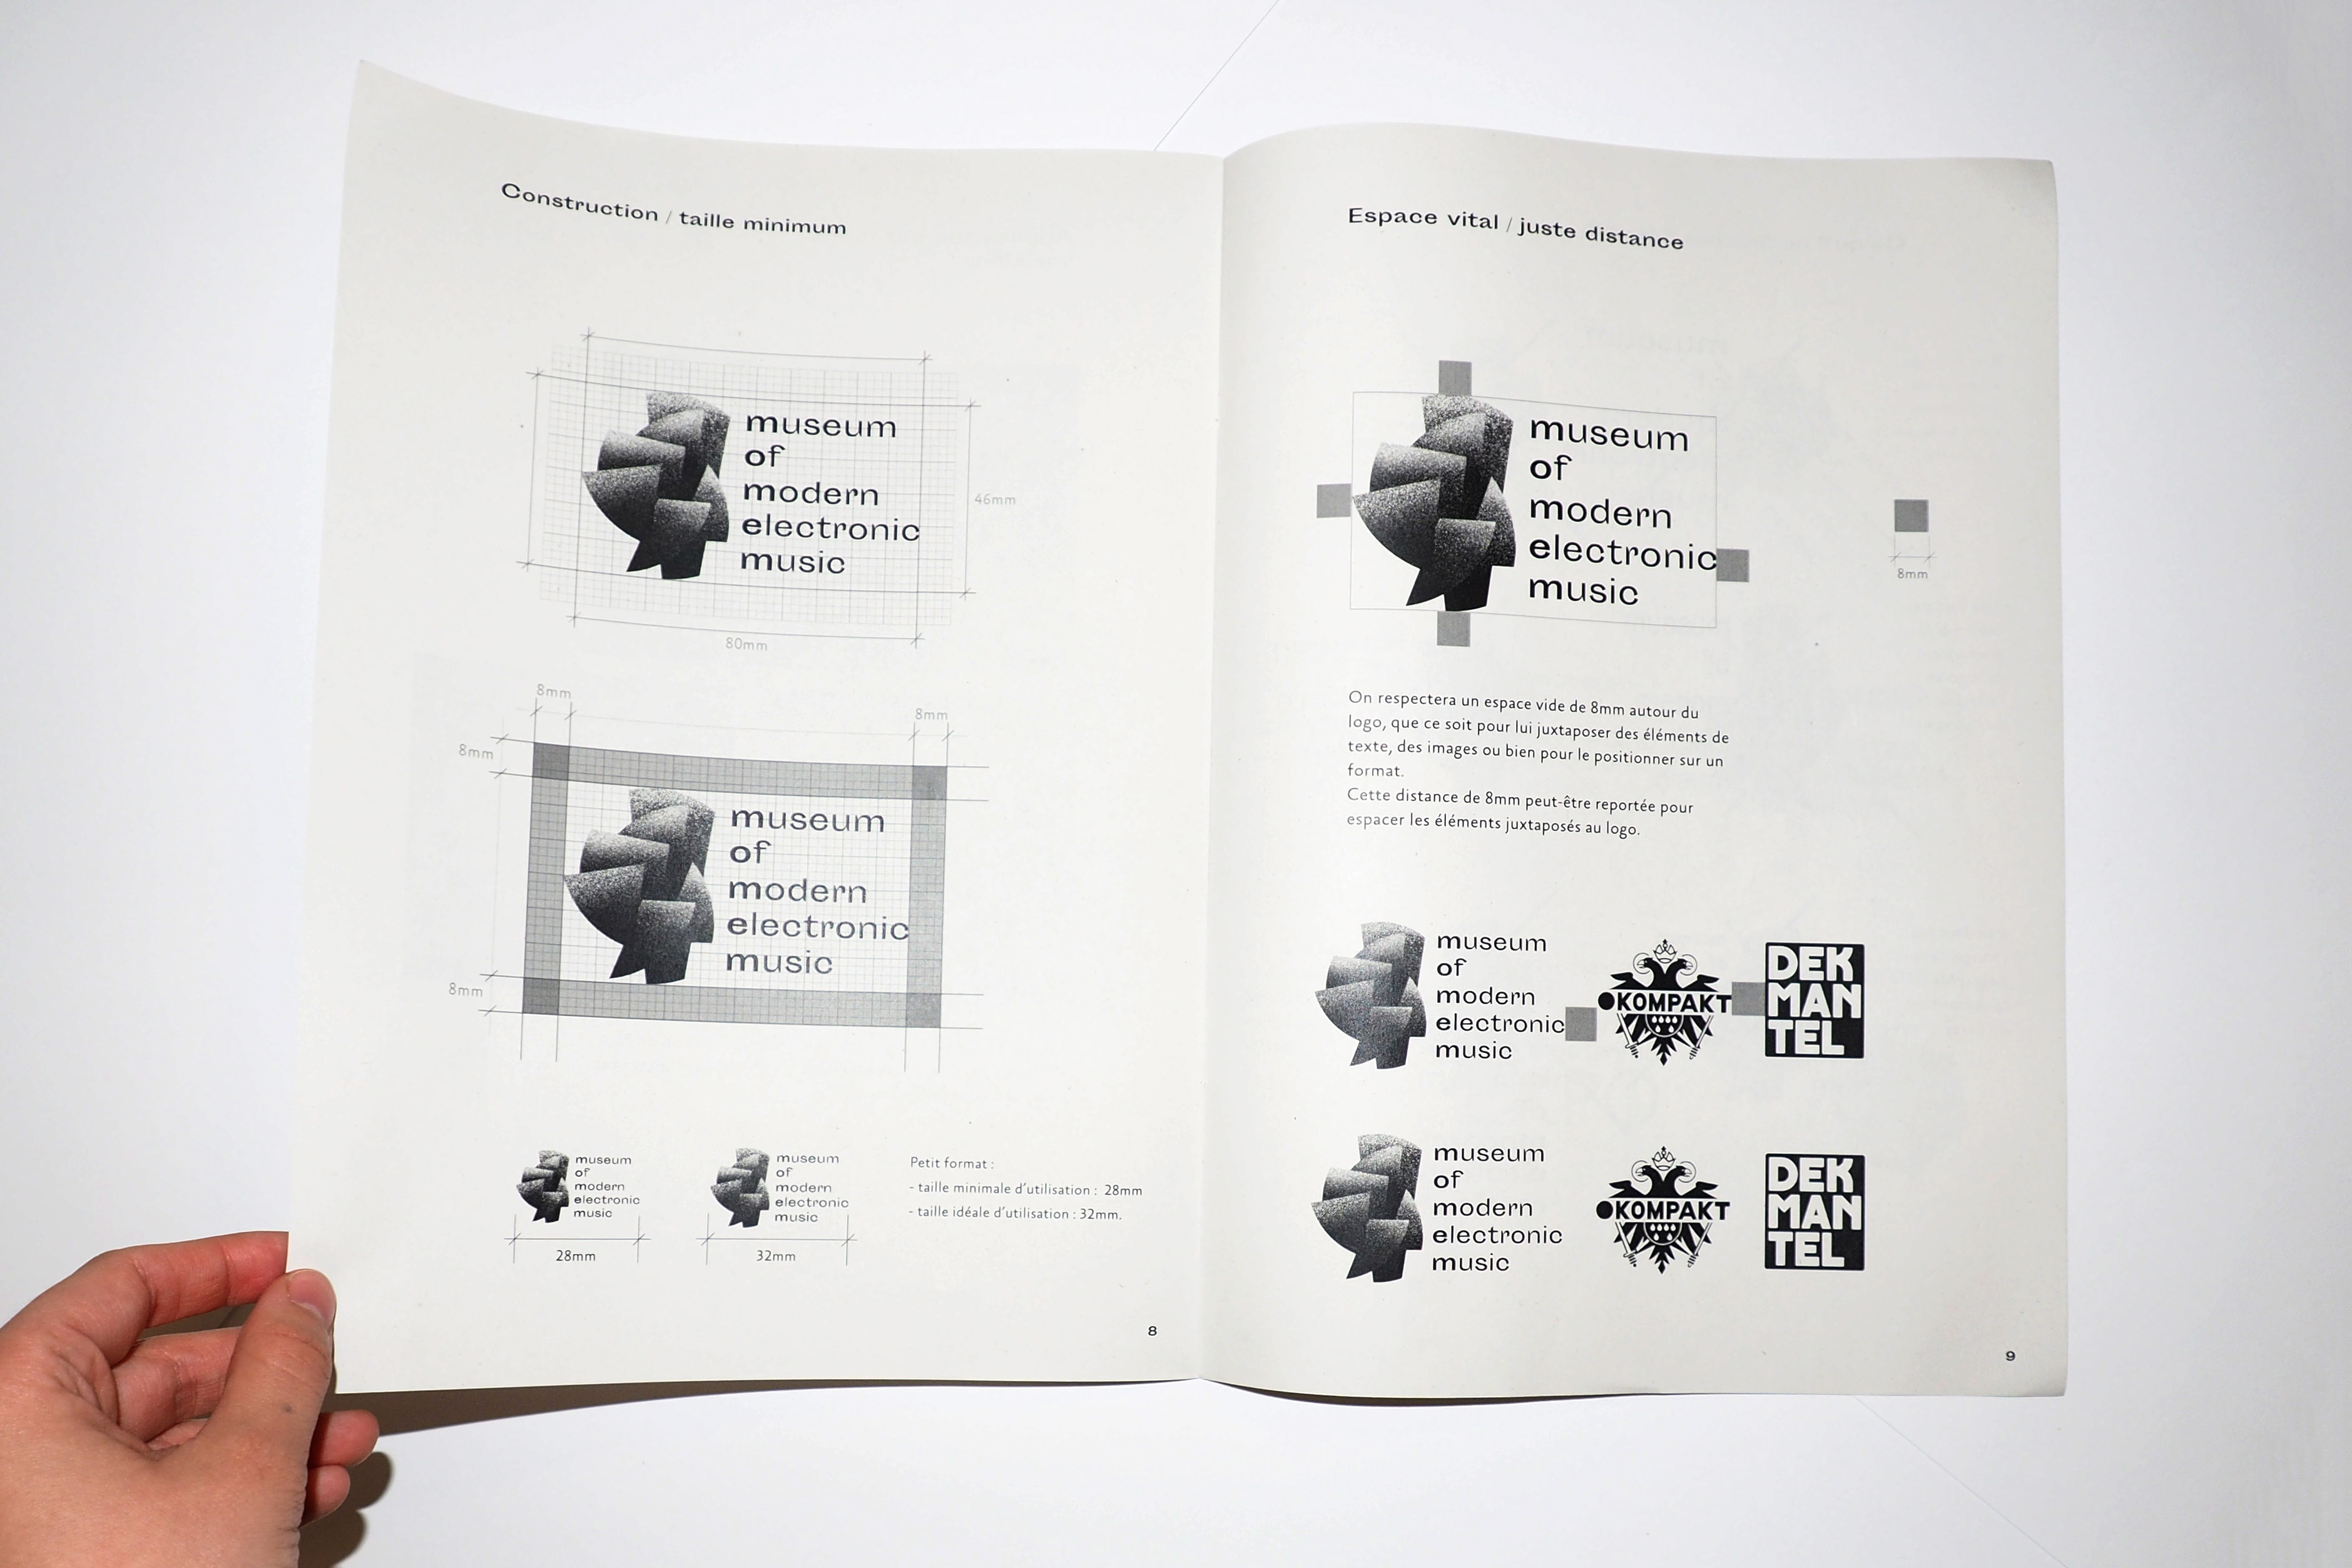 Construction / taille minimum
museum
of
modern
electronic
music
46mm
80mm
8mm
8mm
8mm
museum
of
modern
electronic
music
8mm
museum
of
modern
electronic
music
28mm
museum
of
modern
electronic
music
32mm
Petit format :
- taille minimale d'utilisation : 28mm
- taille idéale d'utilisation : 32mm.
8
Espace vital / juste distance
museum
of
modern
electronic
music
8mm
On respectera un espace vide de 8mm autour du
logo, que ce soit pour lui juxtaposer des éléments de
texte, des images ou bien pour le positionner sur un
format.
Cette distance de 8mm peut-être reportée pour
espacer les éléments juxtaposés au logo.
museum
of
modern
electronic
music
KOMPAKT
DEK
MAN
TEL
museum
of
modern
electronic
music
KOMPAKT
DEK
MAN
TEL
9